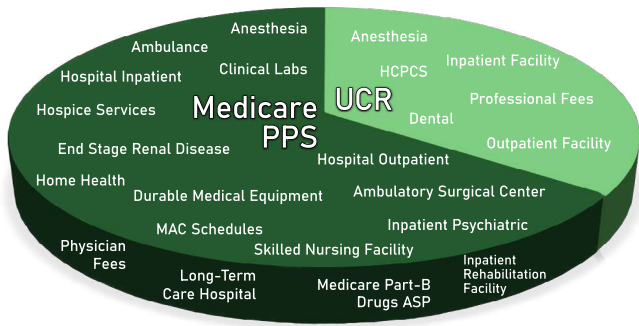 Anesthesia
Ambulance
Hospital Inpatient
Clinical Labs
Hospice Services
Medicare
PPS
End Stage Renal Disease
Home Health
Durable Medical Equipment
MAC Schedules
Hospital Outpatient
Ambulatory Surgical Center
Inpatient Psychiatric
Skilled Nursing Facility
Physician
Fees
Long-Term
Care Hospital
Medicare Part-B
Drugs ASP
Inpatient
Rehabilitation
Facility
Anesthesia
Inpatient Facility
HCPCS
UCR
Professional Fees
Dental
Outpatient Facility